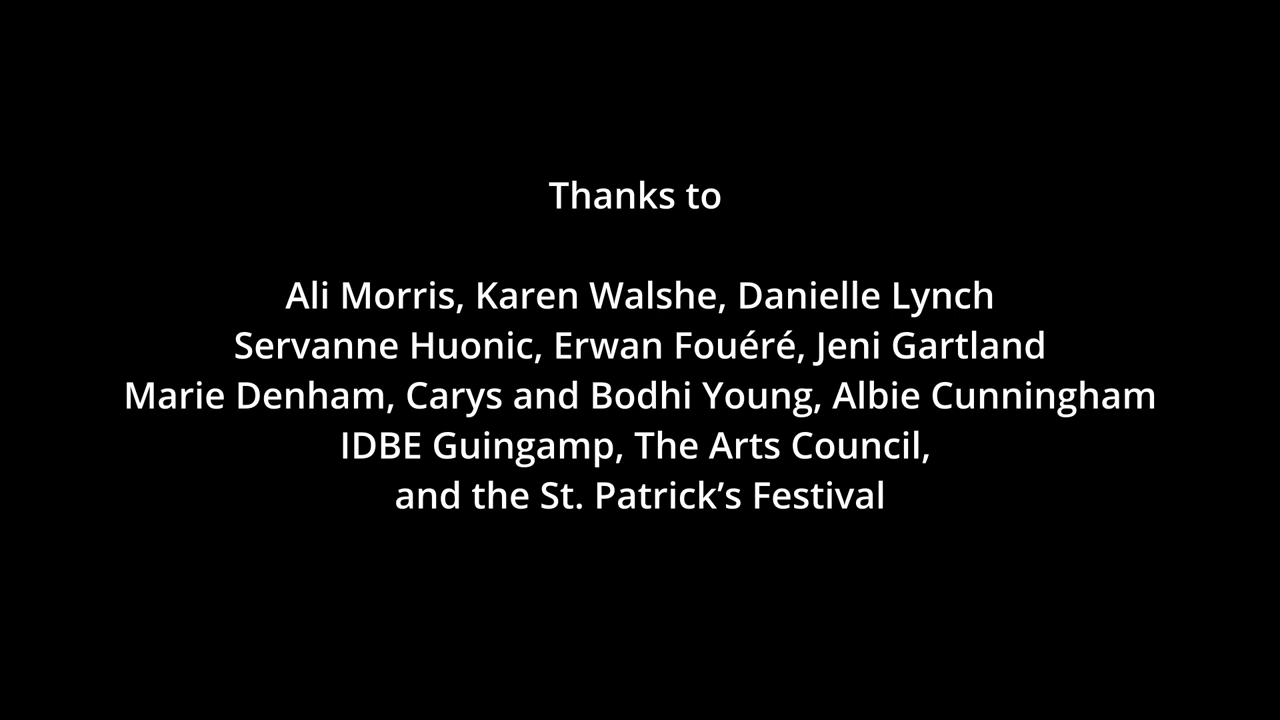 Thanks to
Ali Morris, Karen Walshe, Danielle Lynch
Servanne Huonic, Erwan Fouéré, Jeni Gartland
Marie Denham, Carys and Bodhi Young, Albie Cunningham
IDBE Guingamp, The Arts Council,
and the St. Patrick’s Festival